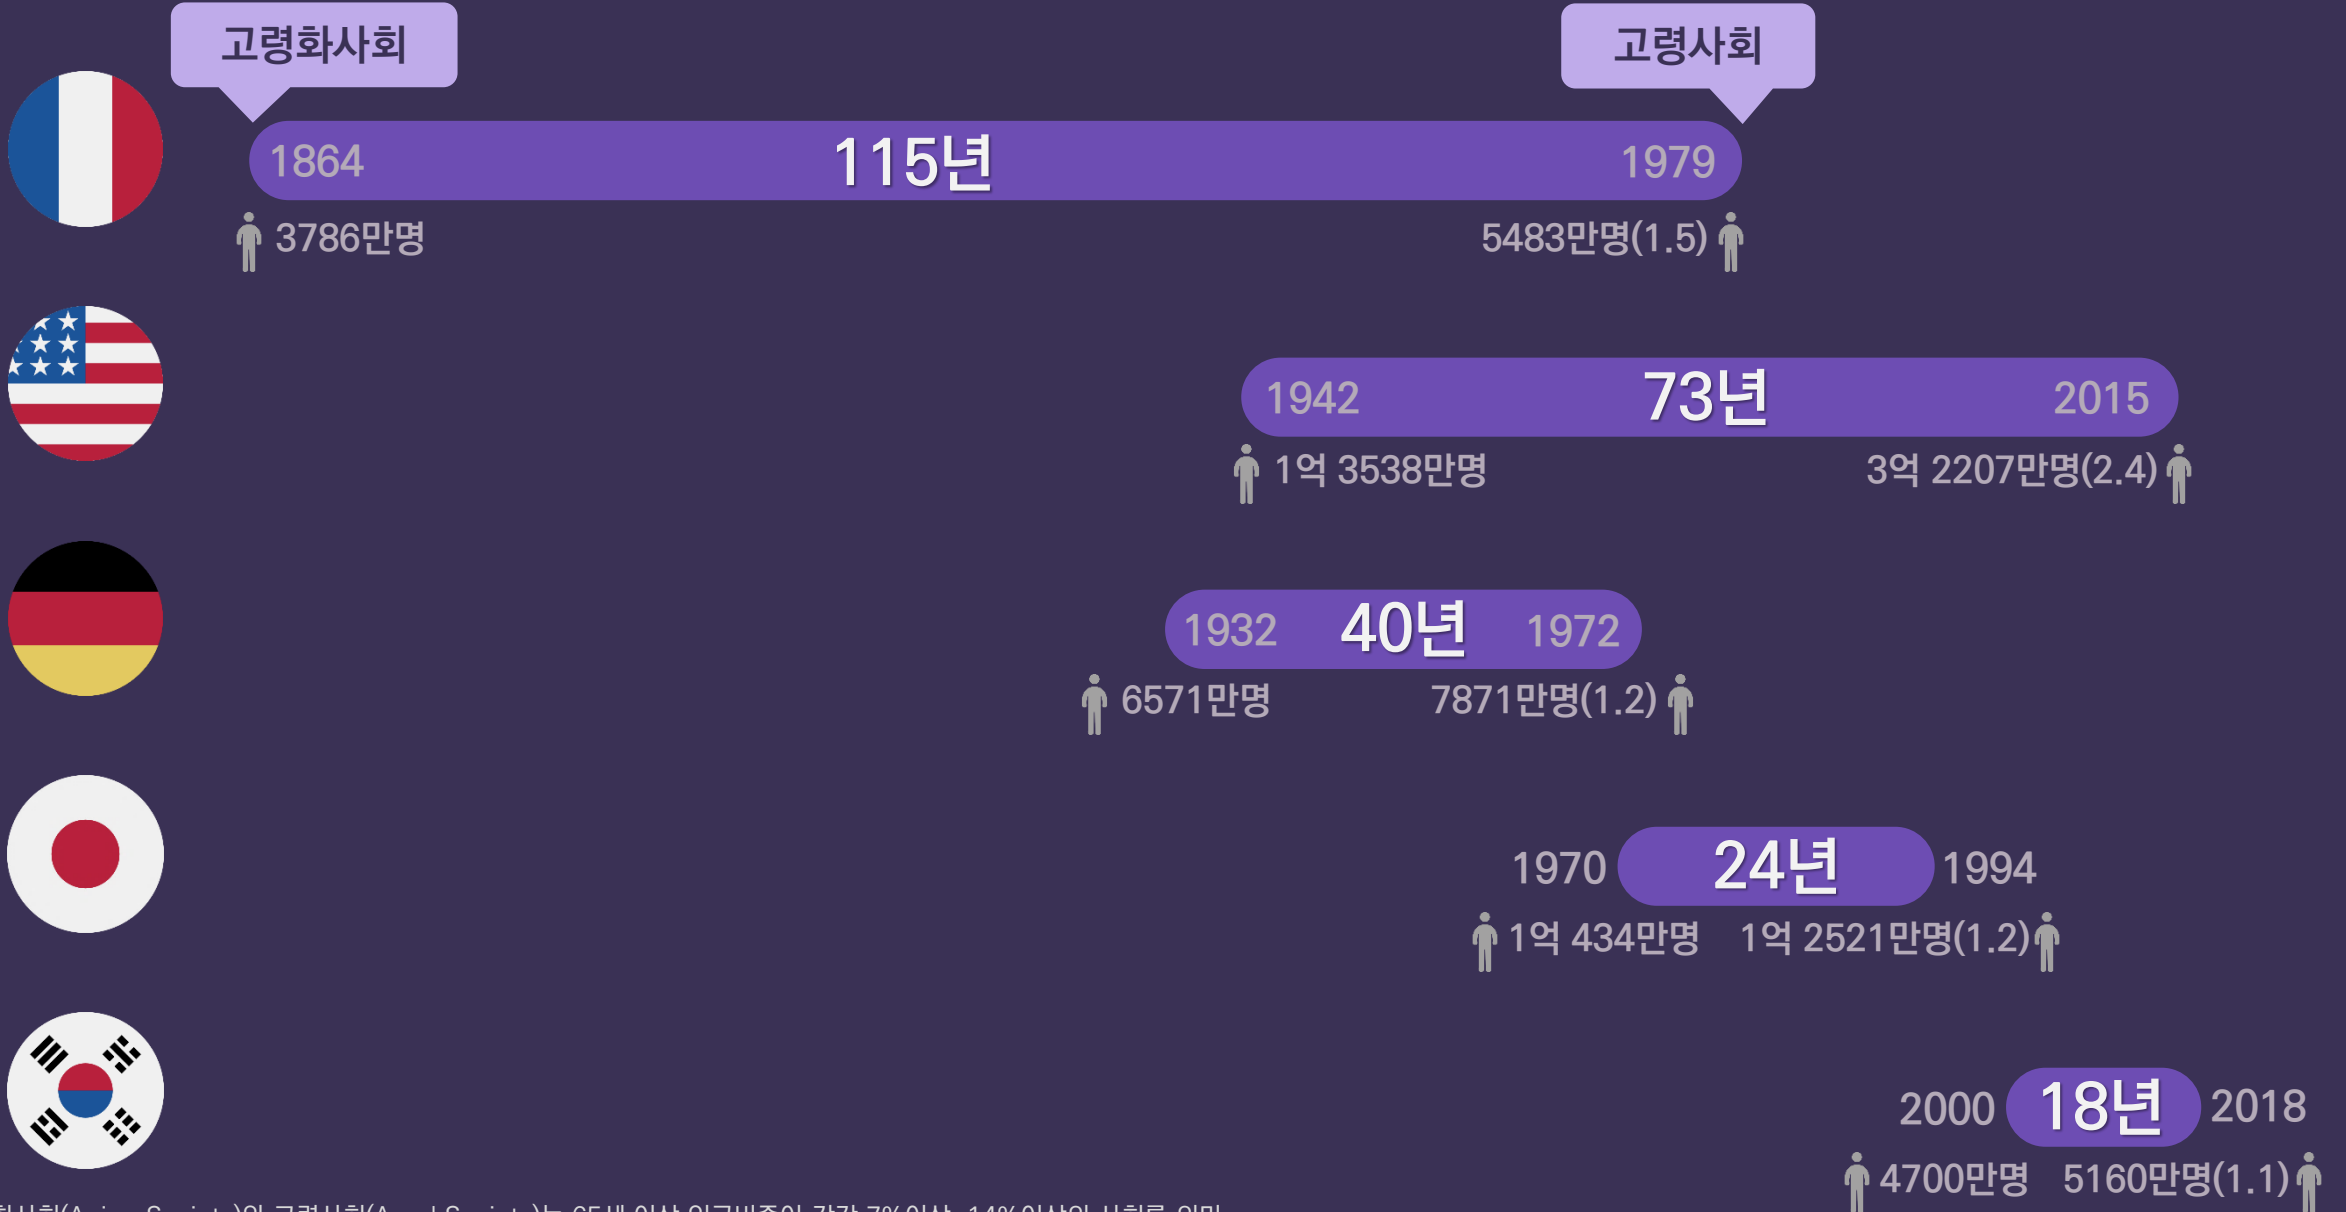 고령화사회
고령사회
1864 115년 1979
3786만명 5483만명(1.5)
1942 73년 2015
1억 3538만명 3억 2207만명(2.4)
1932 40년 1972
6571만명 7871만명(1.2)
1970 24년 1994
1억 434만명 1억 2521만명(1.2)
2000 18년 2018
4700만명 5160만명(1.1)